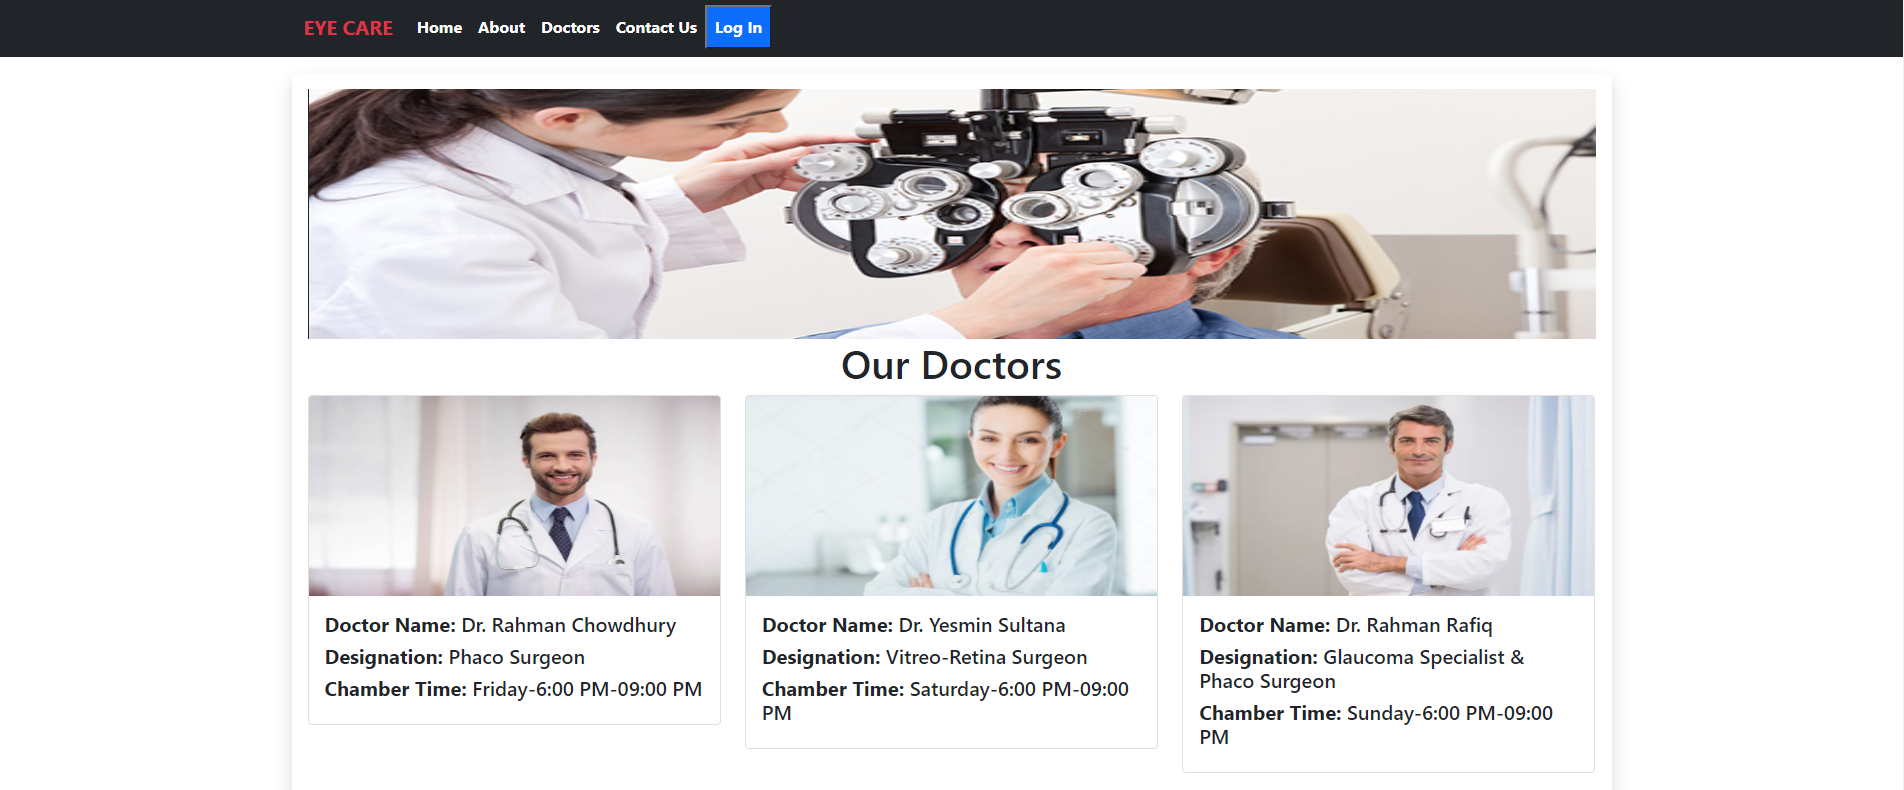 EYE CARE Home About Doctors Contact Us Log In
Our Doctors
Doctor Name: Dr. Rahman Chowdhury
Designation: Phaco Surgeon
Chamber Time: Friday-6:00 PM-09:00 PM
Doctor Name: Dr. Yesmin Sultana
Designation: Vitreo-Retina Surgeon
Chamber Time: Saturday-6:00 PM-09:00
PM
Doctor Name: Dr. Rahman Rafiq
Designation: Glaucoma Specialist &
Phaco Surgeon
Chamber Time: Sunday-6:00 PM-09:00
PM